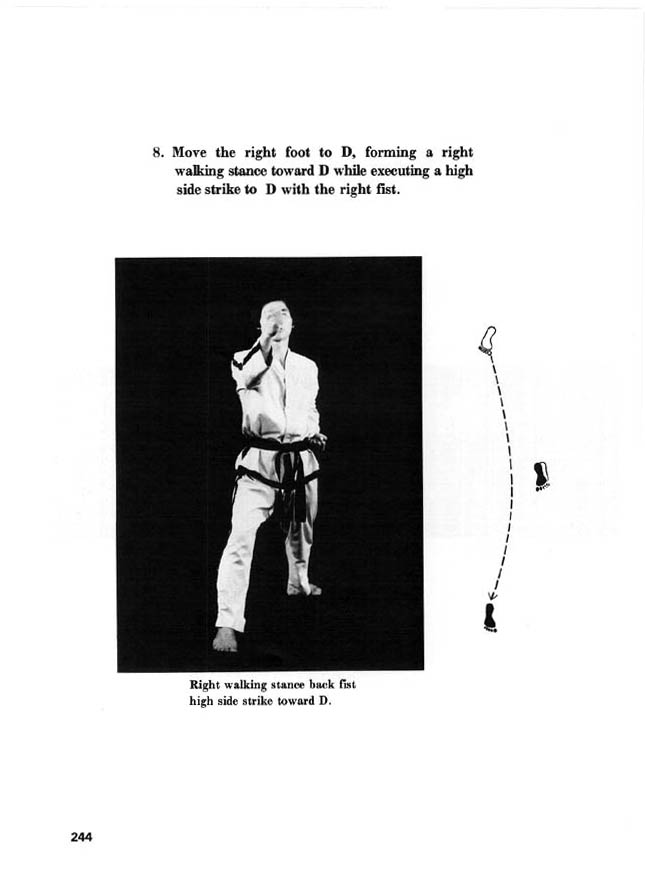 8. Move the right foot to D, forming a right
walking stance toward D while executing a high
side strike to D with the right fist.
Right walking stance back fist
high side strike toward D.
244